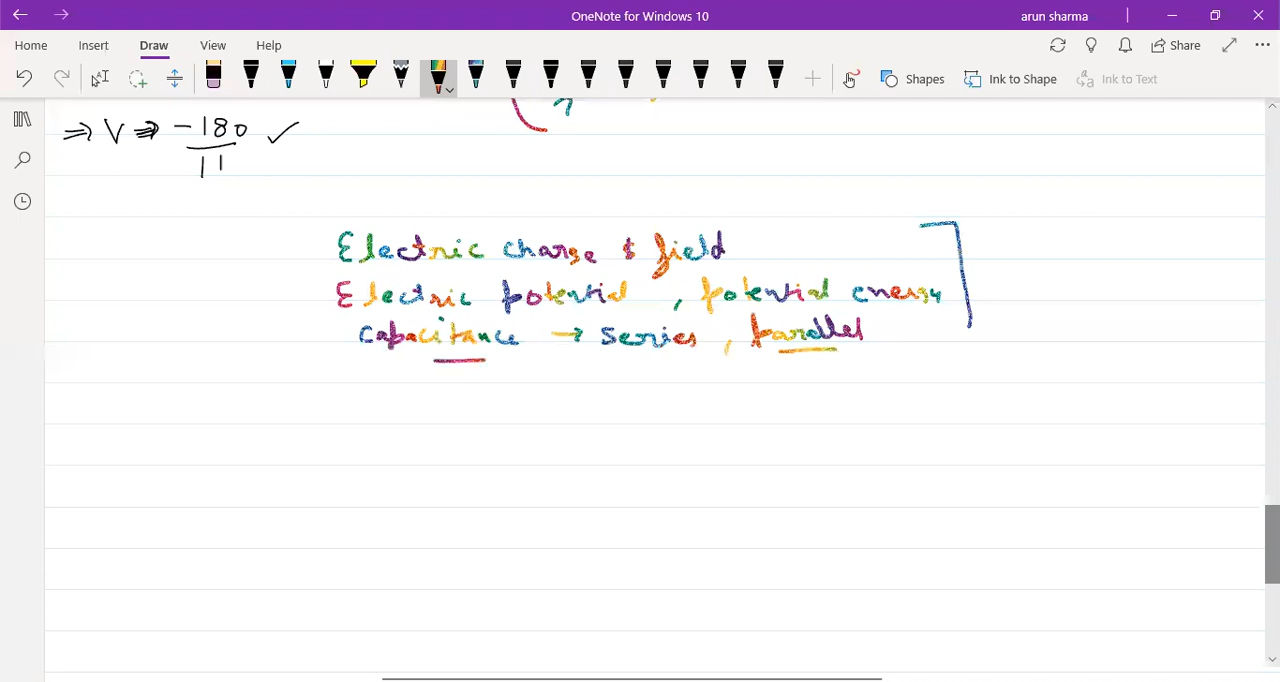 OneNote for Windows 10
arun sharma
Home Insert Draw View Help
Share
Shapes Ink to Shape Ink to Text
⇒ V ⇒ -180/11 ✓
Electric charge & field
Electric potential, potential energy
capacitance → series, parallel